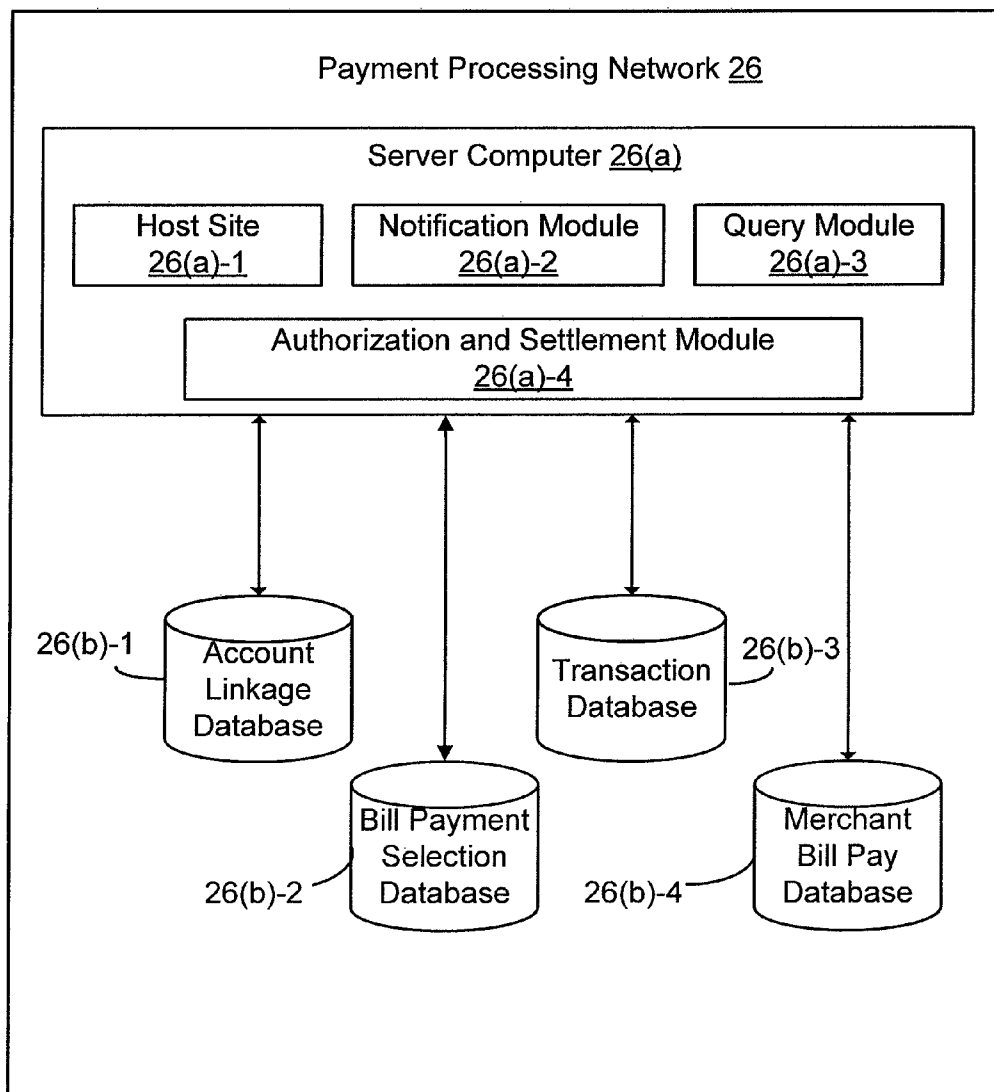 Payment Processing Network 26
Server Computer 26(a)
Host Site
26(a)-1
Notification Module
26(a)-2
Query Module
26(a)-3
Authorization and Settlement Module
26(a)-4
26(b)-1
Account
Linkage
Database
Transaction
Database
26(b)-3
Bill Payment
Selection
Database
26(b)-2
Merchant
Bill Pay
Database
26(b)-4